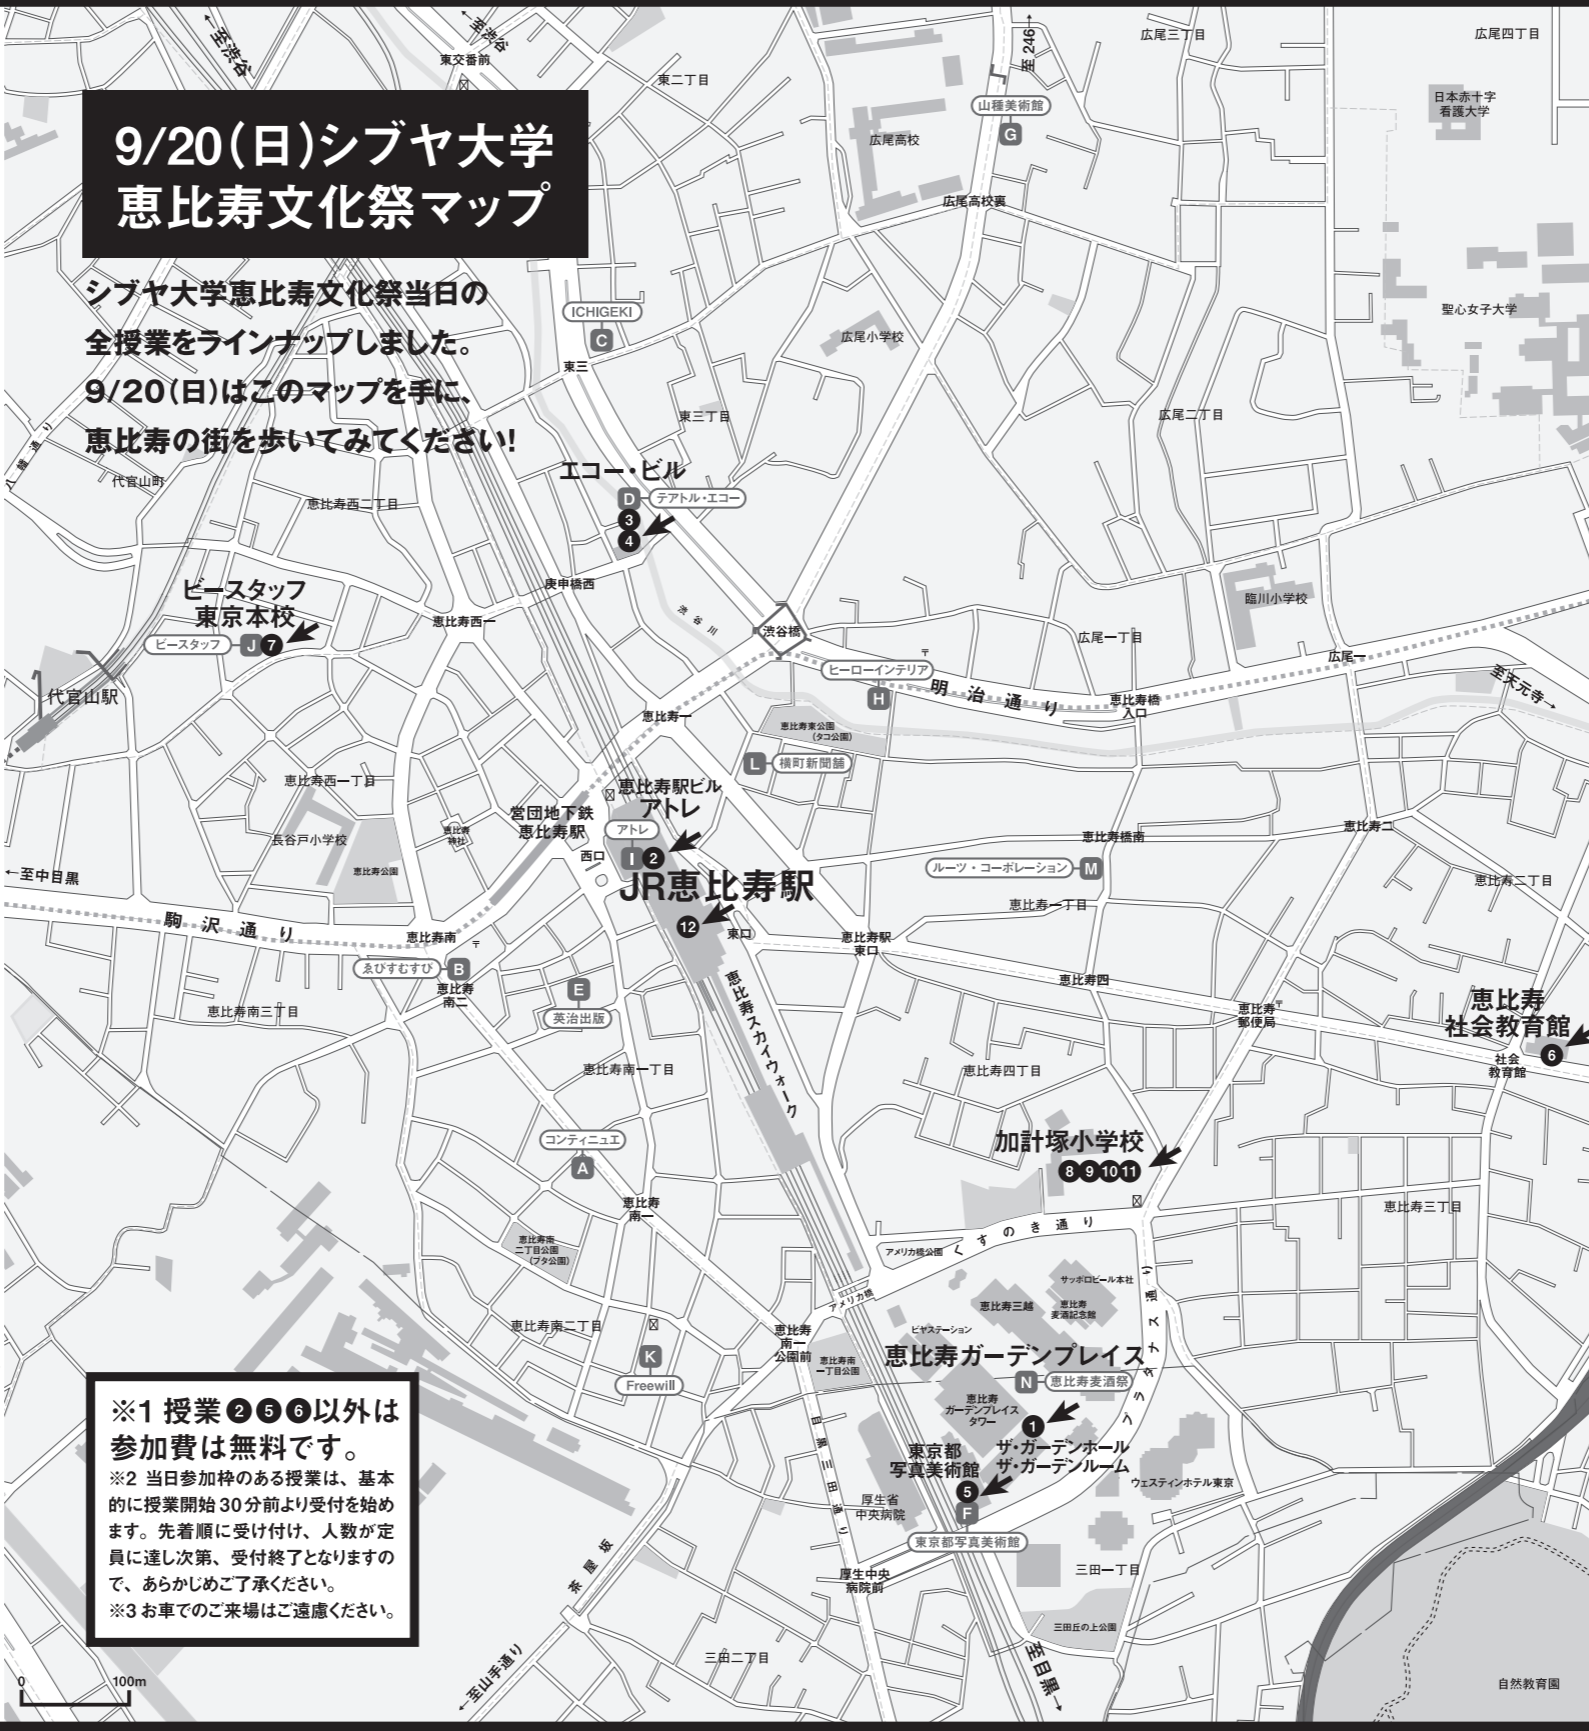 9/20(日)シブヤ大学
恵比寿文化祭マップ
シブヤ大学恵比寿文化祭当日の
全授業をラインナップしました。
9/20(日)はこのマップを手に、
恵比寿の街を歩いてみてください!
←至渋谷
←至渋谷
東交番前
東二丁目
至246→
広尾三丁目
広尾四丁目
山種美術館
G
広尾高校
日本赤十字
看護大学
広尾高校裏
ICHIGEKI
C
東三
広尾小学校
聖心女子大学
東三丁目
広尾二丁目
八幡通り
代官山町
恵比寿西二丁目
エコー・ビル
D
テアトル・エコー
3
4
庚申橋西
ビースタッフ
東京本校
ビースタッフ
J
7
恵比寿西一
渋谷川
渋谷橋
臨川小学校
広尾一丁目
広尾一
代官山駅
ヒーローインテリア
〒
H
明治通り
恵比寿橋
入口
至天元寺→
恵比寿一
恵比寿東公園
(タコ公園)
L
横町新聞舗
恵比寿西一丁目
恵比寿駅ビル
アトレ
営団地下鉄
恵比寿駅
アトレ
I
2
西口
長谷戸小学校
恵比寿
神社
恵比寿公園
恵比寿橋南
恵比寿二
ルーツ・コーポレーション
M
恵比寿二丁目
←至中目黒
JR恵比寿駅
12
東口
恵比寿一丁目
駒沢通り
恵比寿南
〒
恵比寿駅
東口
ゑびすむすび
B
恵比寿
南二
E
英治出版
恵比寿四
恵比寿南三丁目
恵比寿スカイウォーク
恵比寿
郵便局
〒
恵比寿
社会教育館
6
社会
教育館
恵比寿南一丁目
恵比寿四丁目
コンティニュエ
A
加計塚小学校
8
9
10
11
恵比寿
南一
恵比寿三丁目
恵比寿南
二丁目公園
(ブタ公園)
アメリカ橋公園
くすのき通り
アメリカ橋
サッポロビール本社
恵比寿三越
恵比寿
麦酒記念館
プラタナス通り
恵比寿南二丁目
恵比寿
南一
公園前
ビヤステーション
恵比寿ガーデンプレイス
恵比寿南
一丁目公園
K
Freewill
N
恵比寿麦酒祭
恵比寿
ガーデンプレイス
タワー
1
ザ・ガーデンホール
ザ・ガーデンルーム
東京都
写真美術館
5
F
東京都写真美術館
目黒三田通り
厚生省
中央病院
ウェスティンホテル東京
厚生中央
病院前
三田一丁目
茶屋坂
三田丘の上公園
三田二丁目
至目黒→
←至山手通り
自然教育園
※1 授業2 5 6以外は
参加費は無料です。
※2 当日参加枠のある授業は、基本
的に授業開始30分前より受付を始め
ます。先着順に受け付け、人数が定
員に達し次第、受付終了となりますの
で、あらかじめご了承ください。
※3 お車でのご来場はご遠慮ください。
0
100m